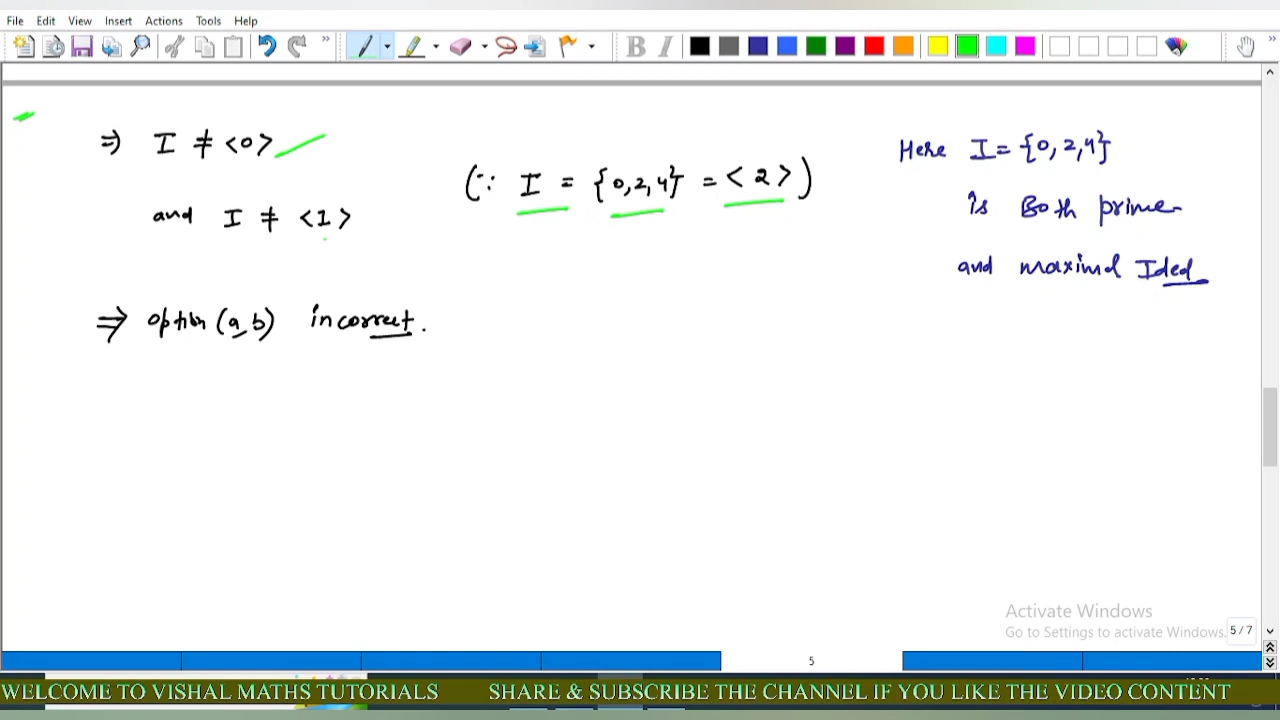 File Edit View Insert Actions Tools Help
⇒ I ≠ <0>
(∵ I = {0,2,4} = <2>)
and I ≠ <1>
⇒ option (a, b) incorrect.
Here I = {0, 2, 4}
is Both prime
and maximal Ideal
Activate Windows
Go to Settings to activate Windows.
5 / 7
5
WELCOME TO VISHAL MATHS TUTORIALS SHARE & SUBSCRIBE THE CHANNEL IF YOU LIKE THE VIDEO CONTENT